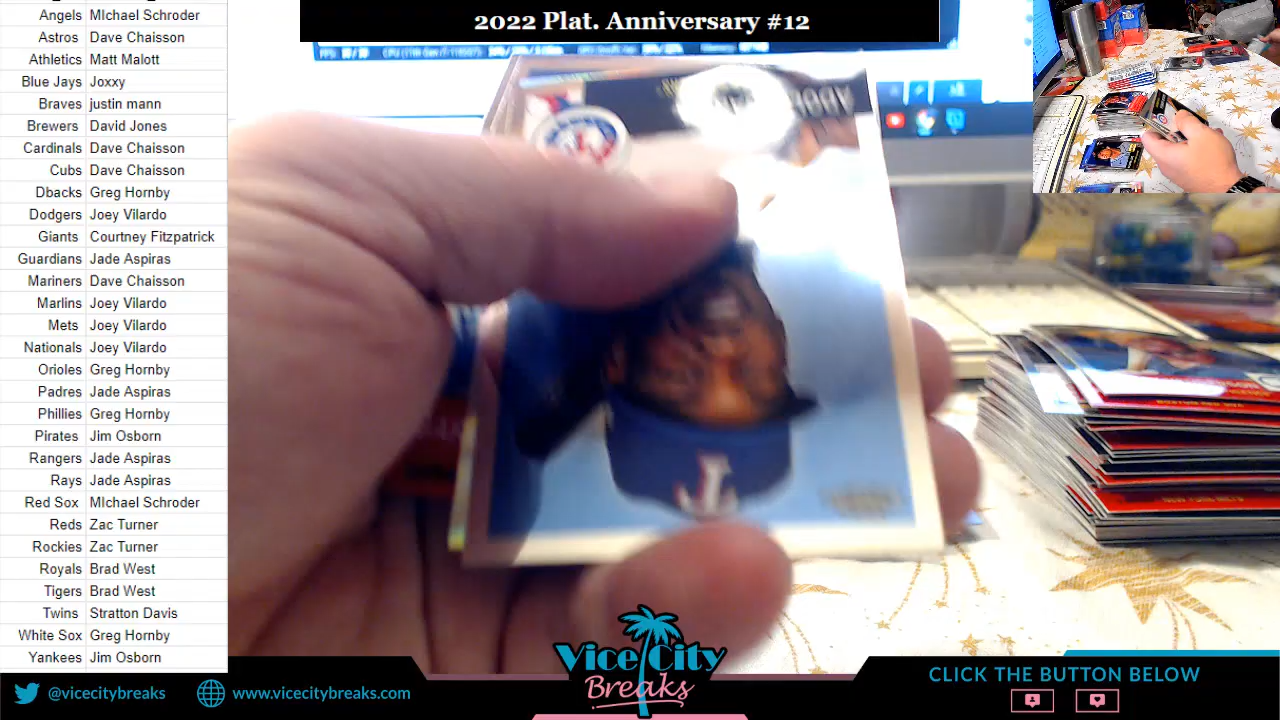 2022 Plat. Anniversary #12
Angels MIchael Schroder
Astros Dave Chaisson
Athletics Matt Malott
Blue Jays Joxxy
Braves justin mann
Brewers David Jones
Cardinals Dave Chaisson
Cubs Dave Chaisson
Dbacks Greg Hornby
Dodgers Joey Vilardo
Giants Courtney Fitzpatrick
Guardians Jade Aspiras
Mariners Dave Chaisson
Marlins Joey Vilardo
Mets Joey Vilardo
Nationals Joey Vilardo
Orioles Greg Hornby
Padres Jade Aspiras
Phillies Greg Hornby
Pirates Jim Osborn
Rangers Jade Aspiras
Rays Jade Aspiras
Red Sox MIchael Schroder
Reds Zac Turner
Rockies Zac Turner
Royals Brad West
Tigers Brad West
Twins Stratton Davis
White Sox Greg Hornby
Yankees Jim Osborn
NEW YORK METS
Vice City
Breaks
@vicecitybreaks
www.vicecitybreaks.com
CLICK THE BUTTON BELOW